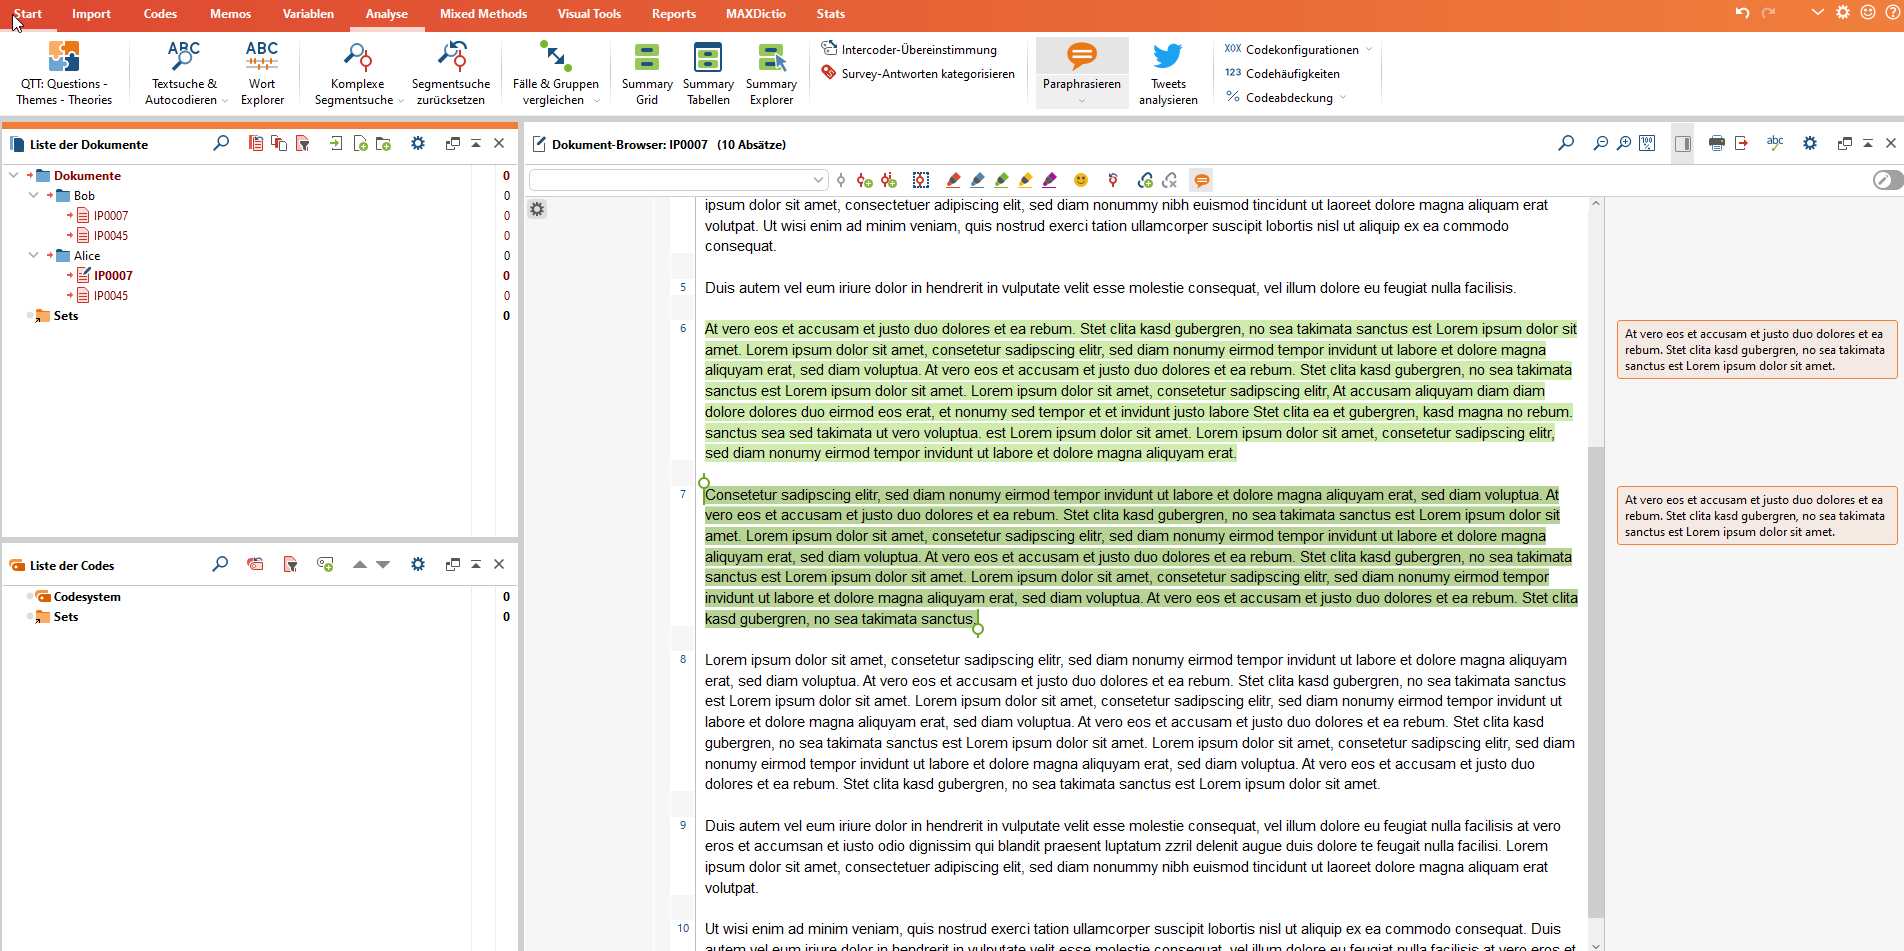 Start Import Codes Memos Variablen Analyse Mixed Methods Visual Tools Reports MAXDictio Stats
QTT: Questions -
Themes - Theories
ABC
Textsuche &
Autocodieren
ABC
Wort
Explorer
Komplexe
Segmentsuche
Segmentsuche
zurücksetzen
Fälle & Gruppen
vergleichen
Summary
Grid
Summary
Tabellen
Summary
Explorer
Intercoder-Übereinstimmung
Survey-Antworten kategorisieren
Paraphrasieren
Tweets
analysieren
XOX Codekonfigurationen
123 Codehäufigkeiten
% Codeabdeckung
Liste der Dokumente
Dokumente 0
Bob 0
IP0007 0
IP0045 0
Alice 0
IP0007 0
IP0045 0
Sets 0
Liste der Codes
Codesystem 0
Sets 0
Dokument-Browser: IP0007 (10 Absätze)
100 %
abc
ipsum dolor sit amet, consectetuer adipiscing elit, sed diam nonummy nibh euismod tincidunt ut laoreet dolore magna aliquam erat
volutpat. Ut wisi enim ad minim veniam, quis nostrud exerci tation ullamcorper suscipit lobortis nisl ut aliquip ex ea commodo
consequat.
5 Duis autem vel eum iriure dolor in hendrerit in vulputate velit esse molestie consequat, vel illum dolore eu feugiat nulla facilisis.
6 At vero eos et accusam et justo duo dolores et ea rebum. Stet clita kasd gubergren, no sea takimata sanctus est Lorem ipsum dolor sit
amet. Lorem ipsum dolor sit amet, consetetur sadipscing elitr, sed diam nonumy eirmod tempor invidunt ut labore et dolore magna
aliquyam erat, sed diam voluptua. At vero eos et accusam et justo duo dolores et ea rebum. Stet clita kasd gubergren, no sea takimata
sanctus est Lorem ipsum dolor sit amet. Lorem ipsum dolor sit amet, consetetur sadipscing elitr, At accusam aliquyam diam diam
dolore dolores duo eirmod eos erat, et nonumy sed tempor et et invidunt justo labore Stet clita ea et gubergren, kasd magna no rebum.
sanctus sea sed takimata ut vero voluptua. est Lorem ipsum dolor sit amet. Lorem ipsum dolor sit amet, consetetur sadipscing elitr,
sed diam nonumy eirmod tempor invidunt ut labore et dolore magna aliquyam erat.
7 Consetetur sadipscing elitr, sed diam nonumy eirmod tempor invidunt ut labore et dolore magna aliquyam erat, sed diam voluptua. At
vero eos et accusam et justo duo dolores et ea rebum. Stet clita kasd gubergren, no sea takimata sanctus est Lorem ipsum dolor sit
amet. Lorem ipsum dolor sit amet, consetetur sadipscing elitr, sed diam nonumy eirmod tempor invidunt ut labore et dolore magna
aliquyam erat, sed diam voluptua. At vero eos et accusam et justo duo dolores et ea rebum. Stet clita kasd gubergren, no sea takimata
sanctus est Lorem ipsum dolor sit amet. Lorem ipsum dolor sit amet, consetetur sadipscing elitr, sed diam nonumy eirmod tempor
invidunt ut labore et dolore magna aliquyam erat, sed diam voluptua. At vero eos et accusam et justo duo dolores et ea rebum. Stet clita
kasd gubergren, no sea takimata sanctus.
8 Lorem ipsum dolor sit amet, consetetur sadipscing elitr, sed diam nonumy eirmod tempor invidunt ut labore et dolore magna aliquyam
erat, sed diam voluptua. At vero eos et accusam et justo duo dolores et ea rebum. Stet clita kasd gubergren, no sea takimata sanctus
est Lorem ipsum dolor sit amet. Lorem ipsum dolor sit amet, consetetur sadipscing elitr, sed diam nonumy eirmod tempor invidunt ut
labore et dolore magna aliquyam erat, sed diam voluptua. At vero eos et accusam et justo duo dolores et ea rebum. Stet clita kasd
gubergren, no sea takimata sanctus est Lorem ipsum dolor sit amet. Lorem ipsum dolor sit amet, consetetur sadipscing elitr, sed diam
nonumy eirmod tempor invidunt ut labore et dolore magna aliquyam erat, sed diam voluptua. At vero eos et accusam et justo duo
dolores et ea rebum. Stet clita kasd gubergren, no sea takimata sanctus est Lorem ipsum dolor sit amet.
9 Duis autem vel eum iriure dolor in hendrerit in vulputate velit esse molestie consequat, vel illum dolore eu feugiat nulla facilisis at vero
eros et accumsan et iusto odio dignissim qui blandit praesent luptatum zzril delenit augue duis dolore te feugait nulla facilisi. Lorem
ipsum dolor sit amet, consectetuer adipiscing elit, sed diam nonummy nibh euismod tincidunt ut laoreet dolore magna aliquam erat
volutpat.
10 Ut wisi enim ad minim veniam, quis nostrud exerci tation ullamcorper suscipit lobortis nisl ut aliquip ex ea commodo consequat. Duis
autem vel eum iriure dolor in hendrerit in vulputate velit esse molestie consequat, vel illum dolore eu feugiat nulla facilisis at vero eros et
At vero eos et accusam et justo duo dolores et ea
rebum. Stet clita kasd gubergren, no sea takimata
sanctus est Lorem ipsum dolor sit amet.
At vero eos et accusam et justo duo dolores et ea
rebum. Stet clita kasd gubergren, no sea takimata
sanctus est Lorem ipsum dolor sit amet.